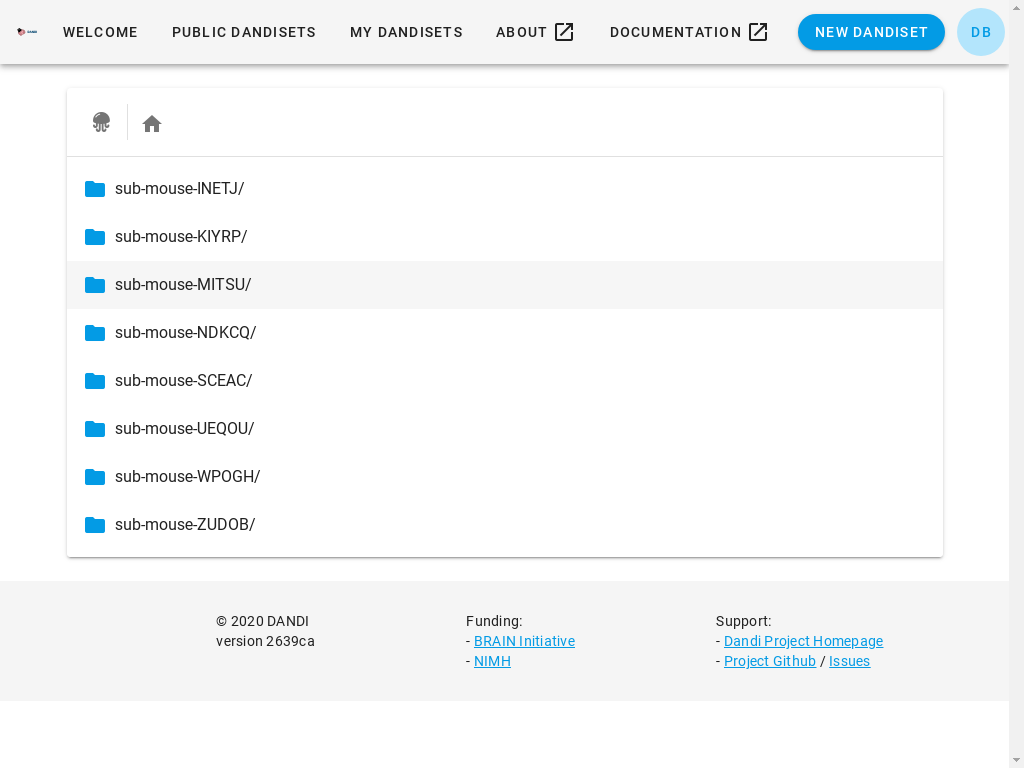 DANDI
WELCOME
PUBLIC DANDISETS
MY DANDISETS
ABOUT
DOCUMENTATION
NEW DANDISET
DB
sub-mouse-INETJ/
sub-mouse-KIYRP/
sub-mouse-MITSU/
sub-mouse-NDKCQ/
sub-mouse-SCEAC/
sub-mouse-UEQOU/
sub-mouse-WPOGH/
sub-mouse-ZUDOB/
© 2020 DANDI
version 2639ca
Funding:
- BRAIN Initiative
- NIMH
Support:
- Dandi Project Homepage
- Project Github / Issues